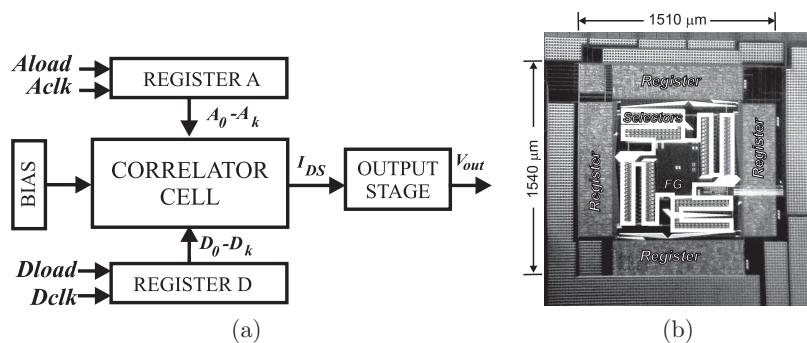 Aload
Aclk
REGISTER A
A0-Ak
BIAS
CORRELATOR
CELL
IDS
OUTPUT
STAGE
Vout
D0-Dk
Dload
Dclk
REGISTER D
(a)
1510 μm
1540 μm
Register
Selectors
Register
Register
FG
Register
(b)